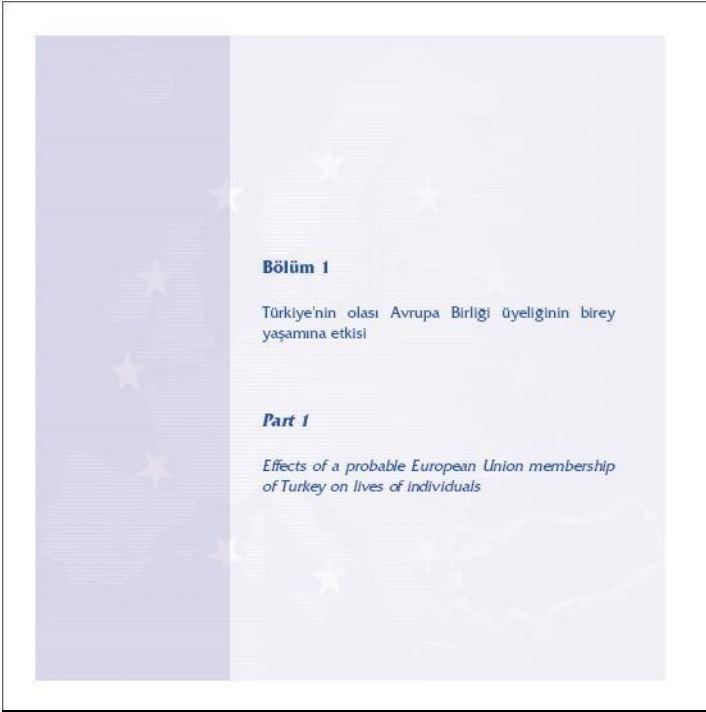 Bölüm 1
Türkiye'nin olası Avrupa Birliği üyeliğinin birey
yaşamına etkisi
Part 1
Effects of a probable European Union membership
of Turkey on lives of individuals